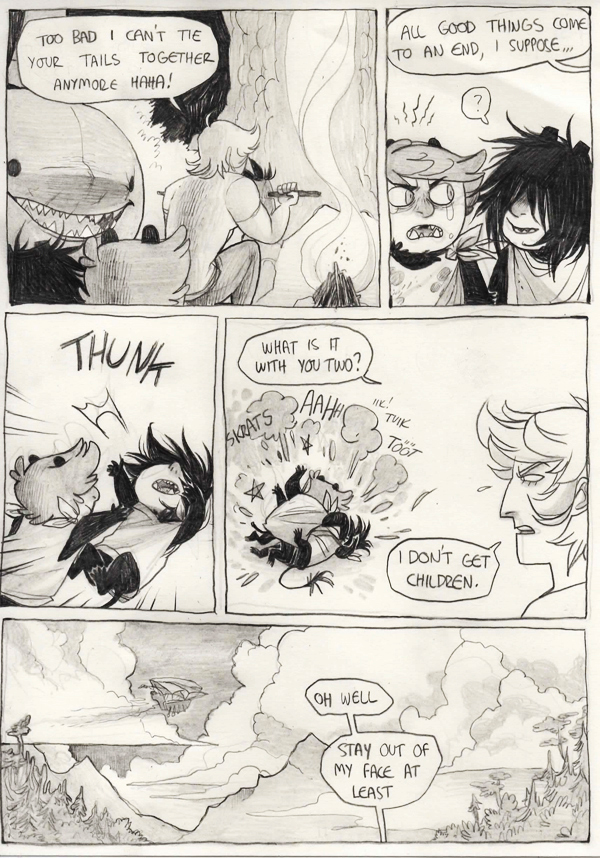 TOO BAD I CAN'T TIE
YOUR TAILS TOGETHER
ANYMORE HAHA!
ALL GOOD THINGS COME
TO AN END, I SUPPOSE...
?
THUNK
WHAT IS IT
WITH YOU TWO?
SKRATS
AAHH
IIK!
TUIK
TOOT
I DON'T GET
CHILDREN.
OH WELL
STAY OUT OF
MY FACE AT
LEAST